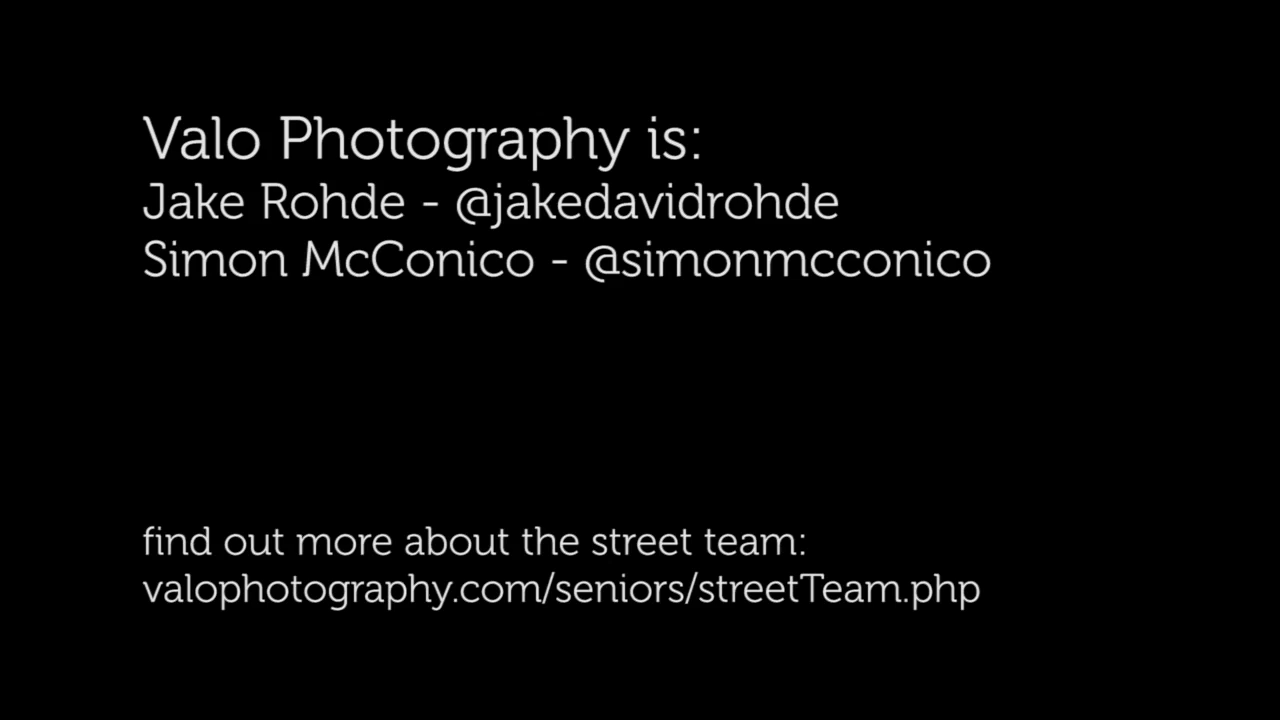 Valo Photography is:
Jake Rohde - @jakedavidrohde
Simon McConico - @simonmcconico
find out more about the street team:
valophotography.com/seniors/streetTeam.php